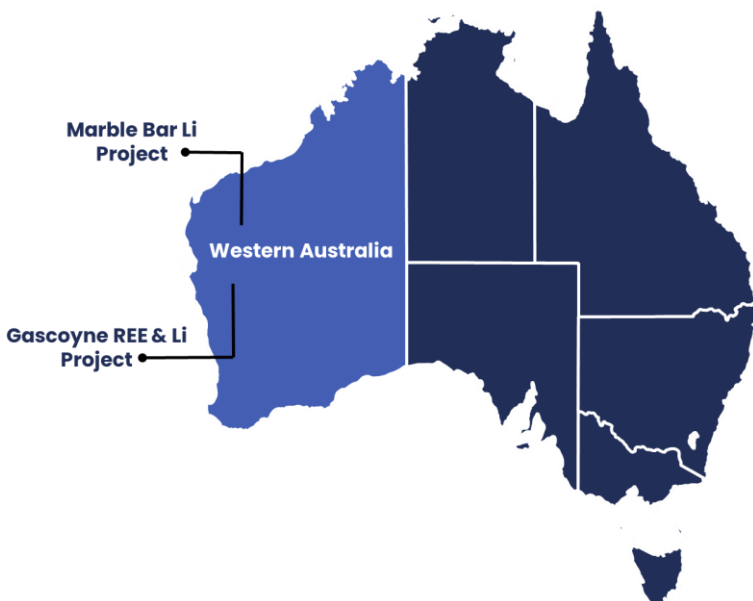 Marble Bar Li
Project
Western Australia
Gascoyne REE & Li
Project